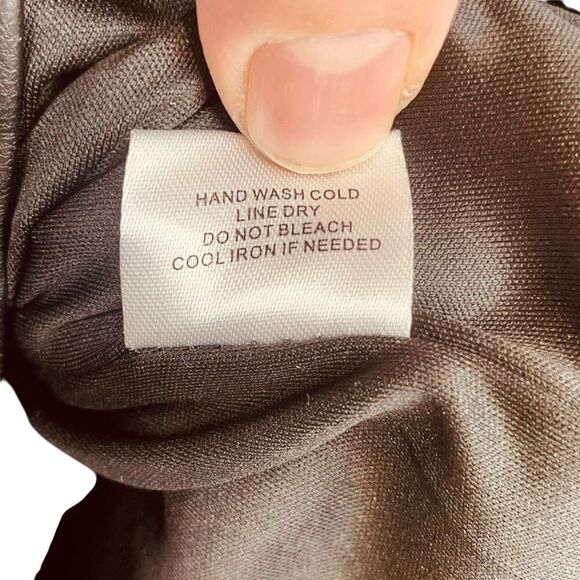 HAND WASH COLD
LINE DRY
DO NOT BLEACH
COOL IRON IF NEEDED